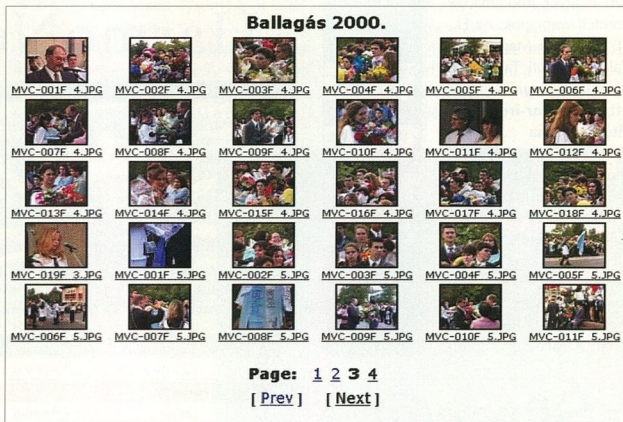 Ballagás 2000.
MVC-001F 4.JPG MVC-002F 4.JPG MVC-003F 4.JPG MVC-004F 4.JPG MVC-005F 4.JPG MVC-006F 4.JPG
MVC-007F 4.JPG MVC-008F 4.JPG MVC-009F 4.JPG MVC-010F 4.JPG MVC-011F 4.JPG MVC-012F 4.JPG
MVC-013F 4.JPG MVC-014F 4.JPG MVC-015F 4.JPG MVC-016F 4.JPG MVC-017F 4.JPG MVC-018F 4.JPG
MVC-019F 3.JPG MVC-001F 5.JPG MVC-002F 5.JPG MVC-003F 5.JPG MVC-004F 5.JPG MVC-005F 5.JPG
MVC-006F 5.JPG MVC-007F 5.JPG MVC-008F 5.JPG MVC-009F 5.JPG MVC-010F 5.JPG MVC-011F 5.JPG
Page: 1 2 3 4
[ Prev ] [ Next ]